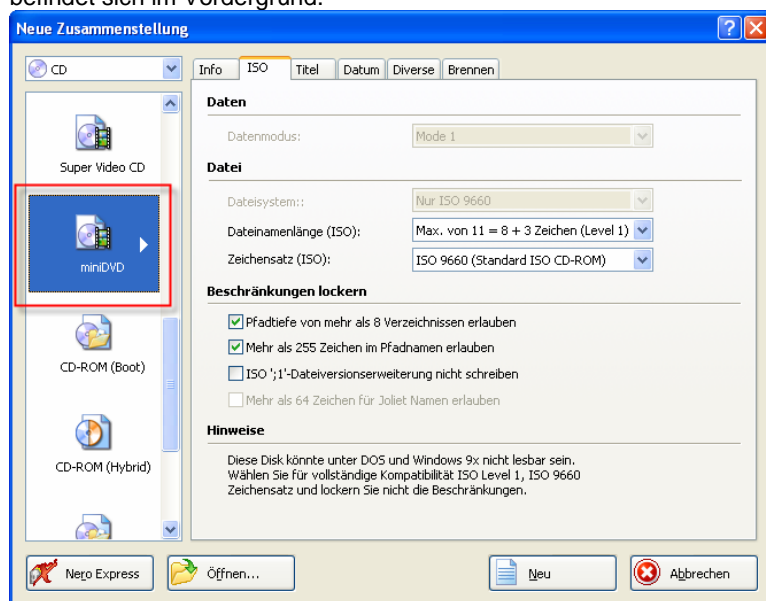 befindet sich im Vordergrund.
Neue Zusammenstellung
CD
Info ISO Titel Datum Diverse Brennen
Daten
Datenmodus: Mode 1
Super Video CD
Datei
Dateisystem:: Nur ISO 9660
Dateinamenlänge (ISO): Max. von 11 = 8 + 3 Zeichen (Level 1)
Zeichensatz (ISO): ISO 9660 (Standard ISO CD-ROM)
miniDVD
Beschränkungen lockern
Pfadtiefe von mehr als 8 Verzeichnissen erlauben
Mehr als 255 Zeichen im Pfadnamen erlauben
CD-ROM (Boot)
ISO ';1'-Dateiversionserweiterung nicht schreiben
Mehr als 64 Zeichen für Joliet Namen erlauben
Hinweise
Diese Disk könnte unter DOS und Windows 9x nicht lesbar sein.
Wählen Sie für vollständige Kompatibilität ISO Level 1, ISO 9660
Zeichensatz und lockern Sie nicht die Beschränkungen.
CD-ROM (Hybrid)
Nero Express Öffnen... Neu Abbrechen